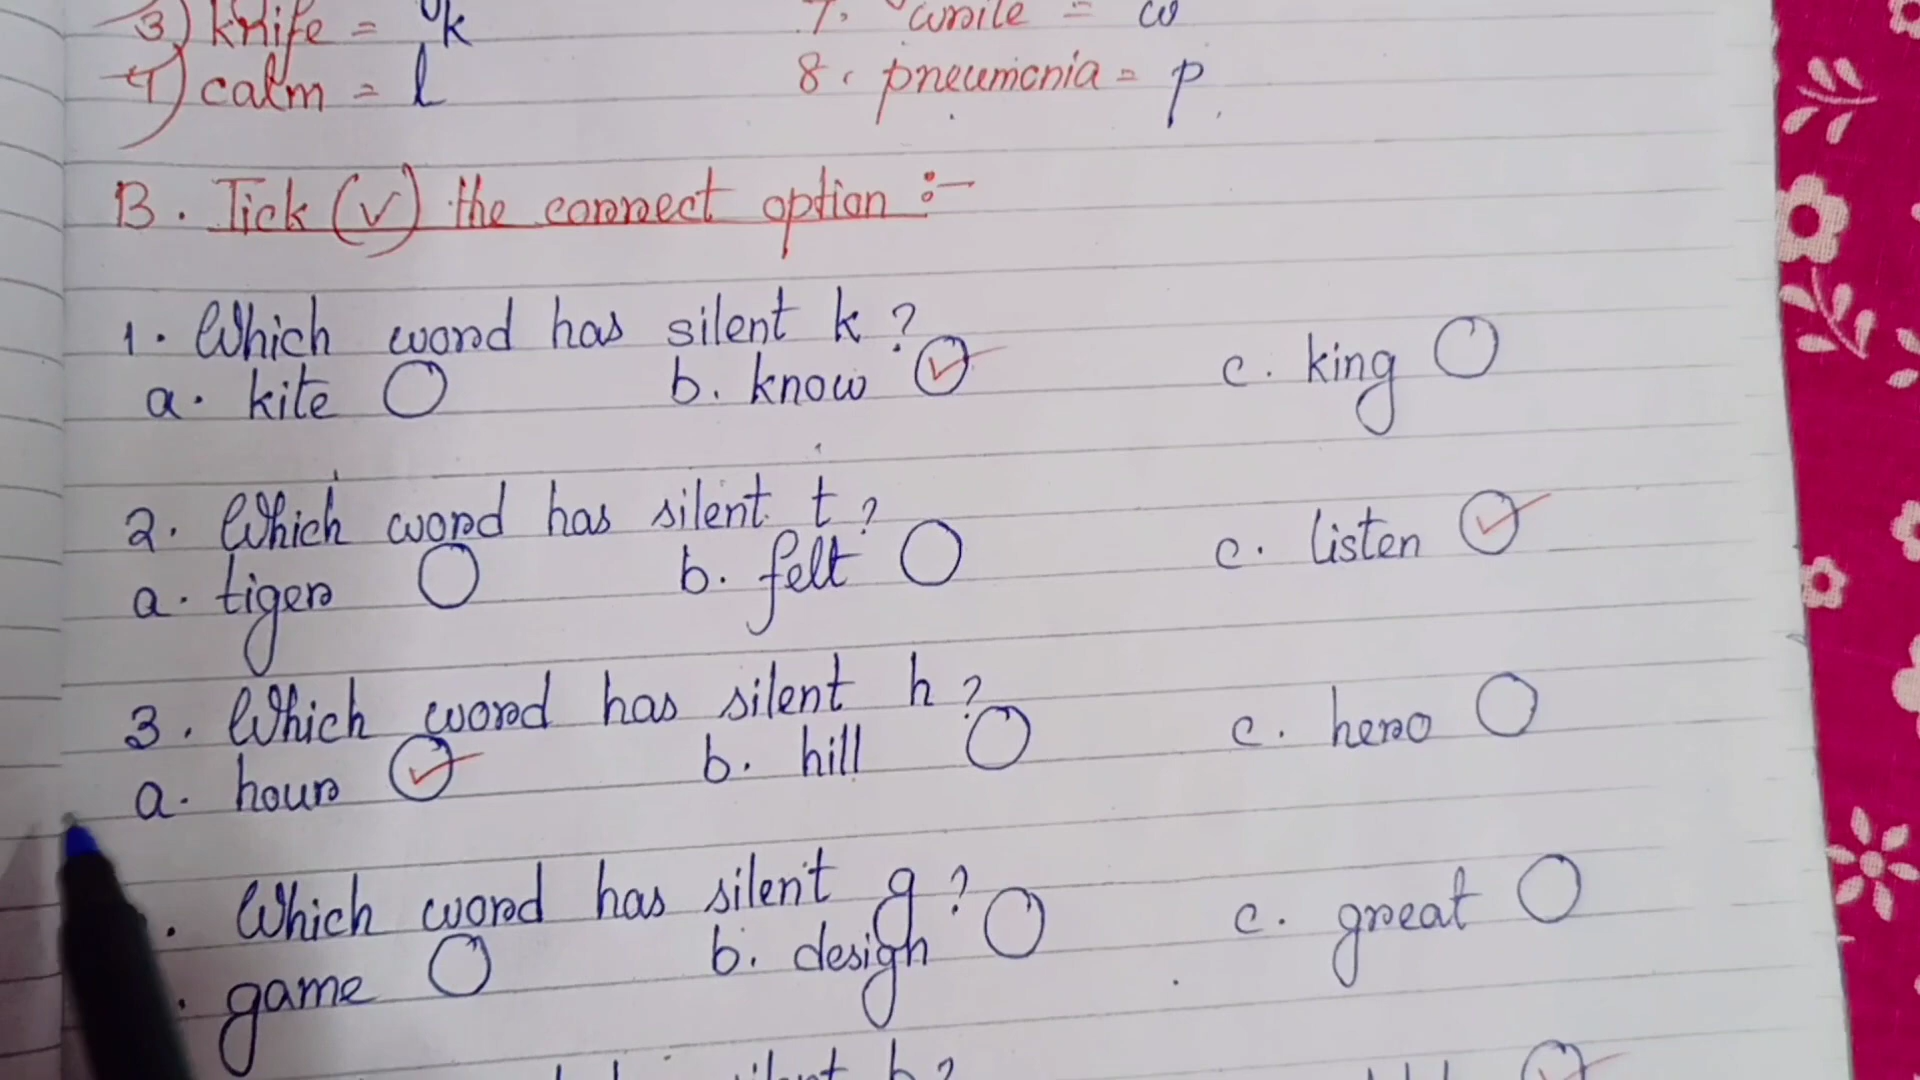 3) knife = k 7. write = w
4) calm = l 8. pneumonia = p
B. Tick (✓) the correct option :-
1. Which word has silent k?
a. kite b. know ✓ c. king
2. Which word has silent t?
a. tiger b. felt c. listen ✓
3. Which word has silent h?
a. hour ✓ b. hill c. hero
. Which word has silent g?
. game b. design c. great
silent b?